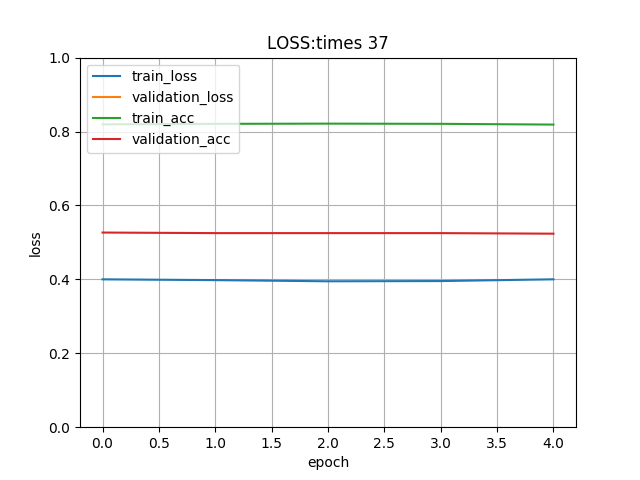 LOSS:times 37
1.0
0.8
0.6
0.4
0.2
0.0
loss
train_loss
validation_loss
train_acc
validation_acc
0.0 0.5 1.0 1.5 2.0 2.5 3.0 3.5 4.0
epoch